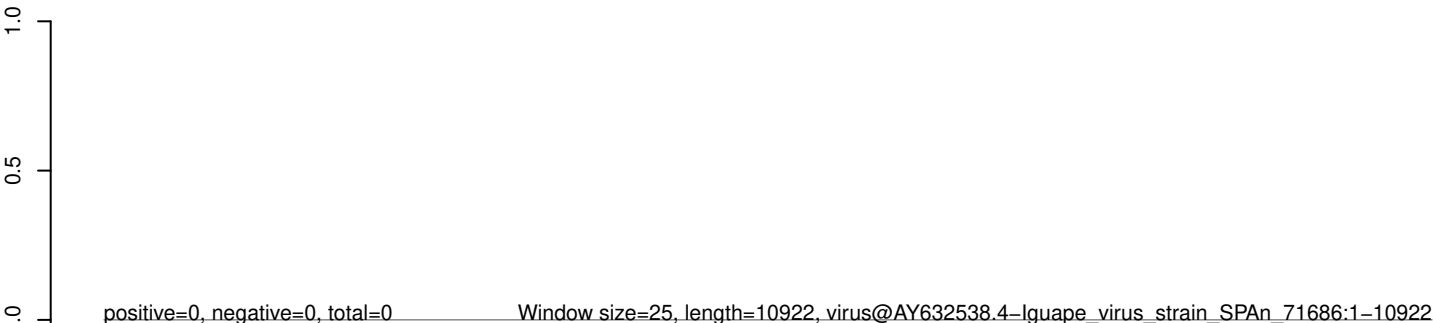 1.0
0.5
.0
positive=0, negative=0, total=0
Window size=25, length=10922, virus@AY632538.4−Iguape_virus_strain_SPAn_71686:1−10922